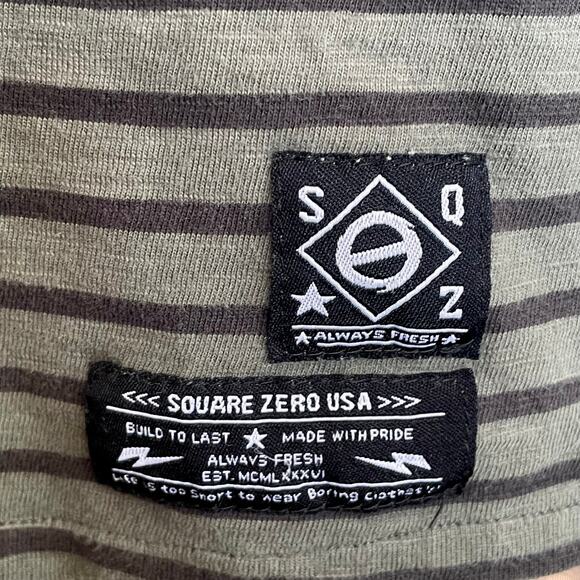 S Q
Z
ALWAYS FRESH
<<< SQUARE ZERO USA >>>
BUILD TO LAST ★ MADE WITH PRIDE
ALWAYS FRESH
EST. MCMLXXXVI
Life is too Short to wear Boring Clothes